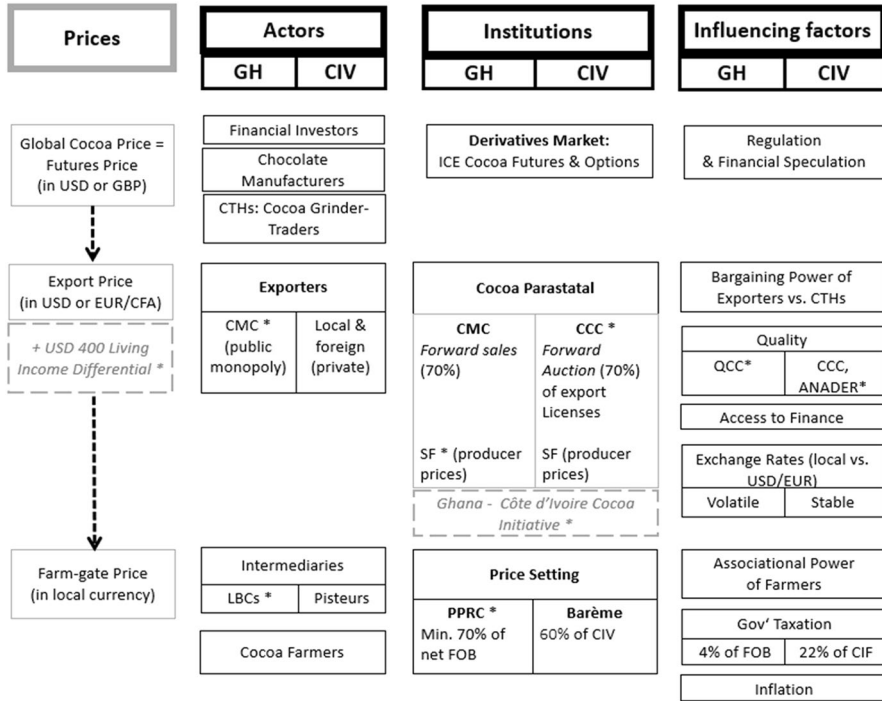 Prices
Actors
GH
CIV
Institutions
GH
CIV
Influencing factors
GH
CIV
Global Cocoa Price =
Futures Price
(in USD or GBP)
Financial Investors
Chocolate
Manufacturers
CTHs: Cocoa Grinder-
Traders
Derivatives Market:
ICE Cocoa Futures & Options
Regulation
& Financial Speculation
Export Price
(in USD or EUR/CFA)
+ USD 400 Living
Income Differential *
Exporters
CMC *
(public
monopoly)
Local &
foreign
(private)
Cocoa Parastatal
CMC
Forward sales
(70%)
SF * (producer
prices)
CCC *
Forward
Auction (70%)
of export
Licenses
SF (producer
prices)
Ghana - Côte d'Ivoire Cocoa
Initiative *
Bargaining Power of
Exporters vs. CTHs
Quality
QCC*
CCC,
ANADER*
Access to Finance
Exchange Rates (local vs.
USD/EUR)
Volatile
Stable
Farm-gate Price
(in local currency)
Intermediaries
LBCs *
Pisteurs
Cocoa Farmers
Price Setting
PPRC *
Min. 70% of
net FOB
Barème
60% of CIV
Associational Power
of Farmers
Gov' Taxation
4% of FOB
22% of CIF
Inflation